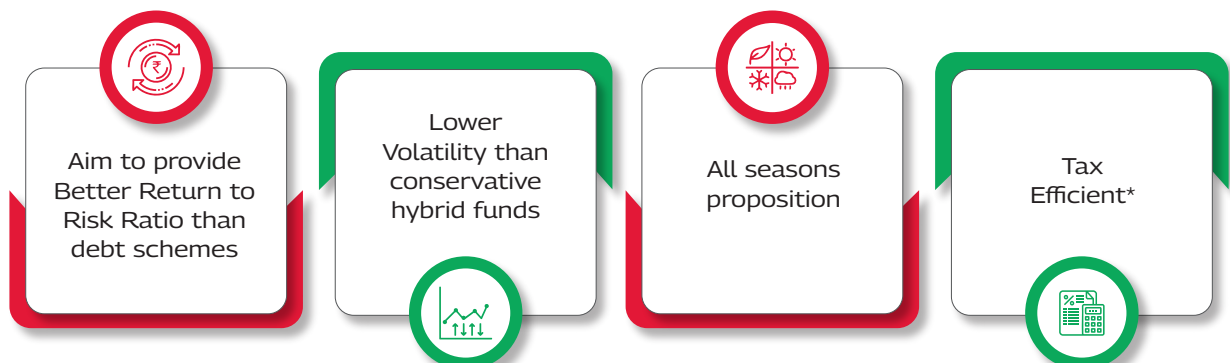 Aim to provide
Better Return to
Risk Ratio than
debt schemes
Lower
Volatility than
conservative
hybrid funds
All seasons
proposition
Tax
Efficient*